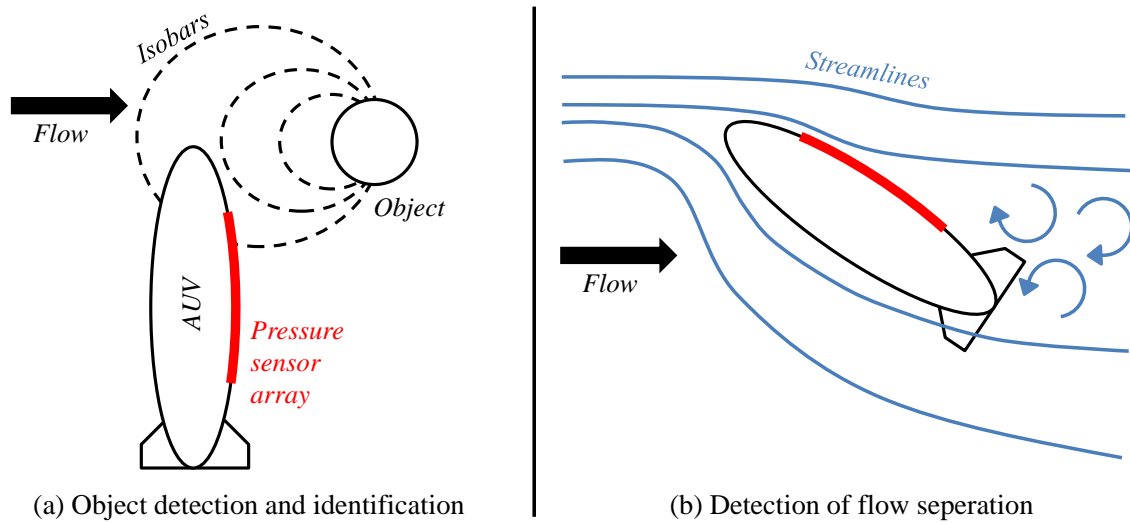 Isobars
Flow
Object
AUV
Pressure
sensor
array
(a) Object detection and identification
Streamlines
Flow
(b) Detection of flow seperation